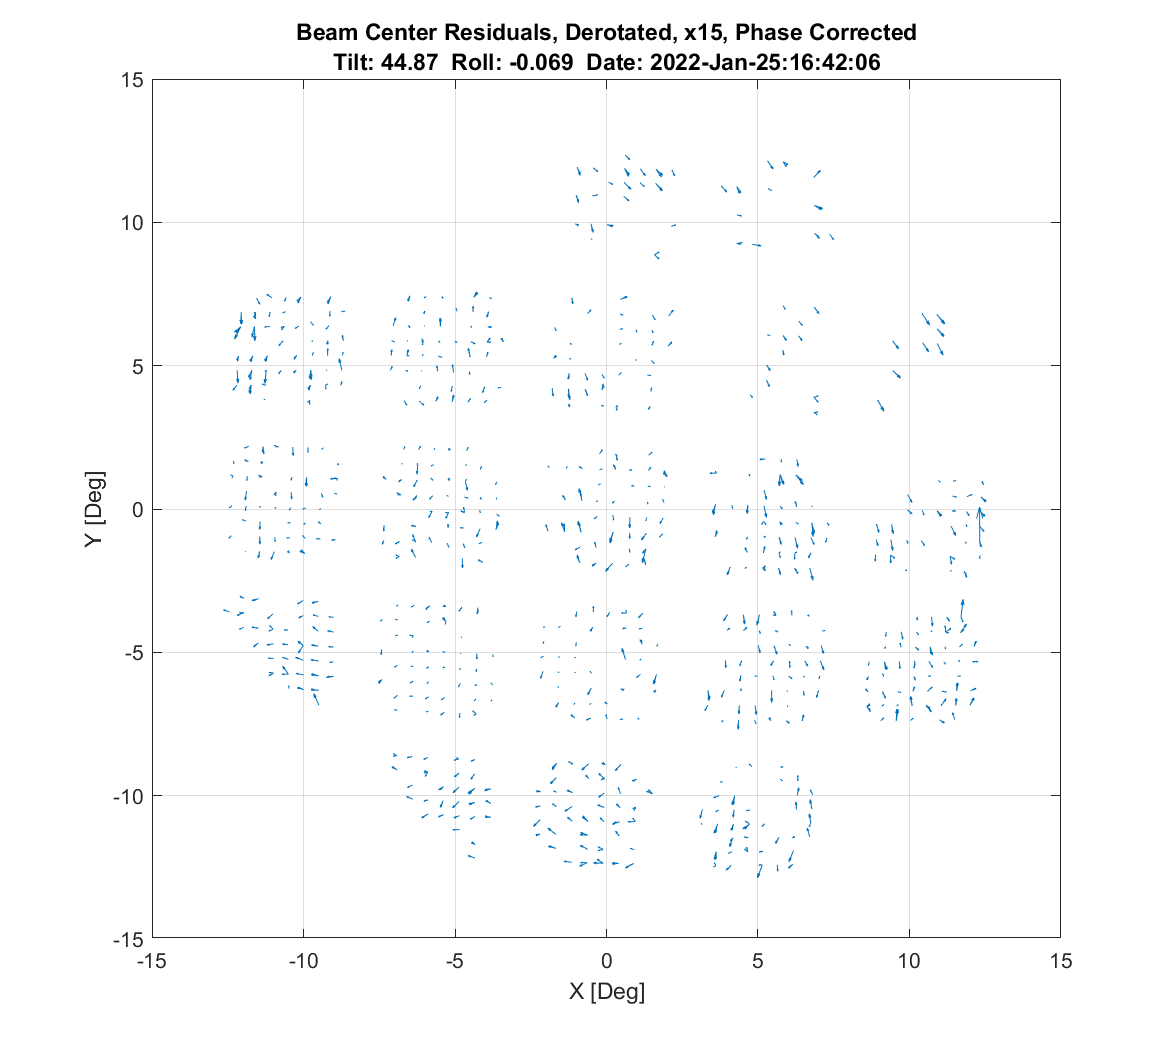 Beam Center Residuals, Derotated, x15, Phase Corrected
Tilt: 44.87 Roll: -0.069 Date: 2022-Jan-25:16:42:06
15
10
5
0
-5
-10
-15
Y [Deg]
-15 -10 -5 0 5 10 15
X [Deg]